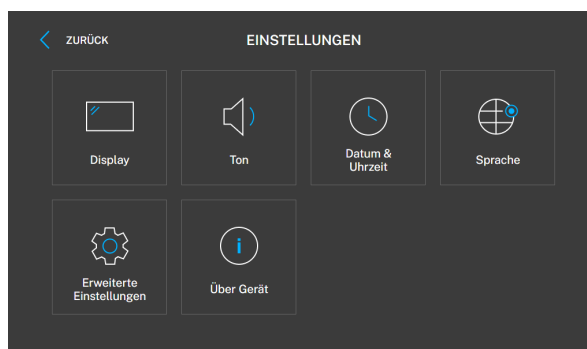 ZURÜCK
EINSTELLUNGEN
Display
Ton
Datum &
Uhrzeit
Sprache
Erweiterte
Einstellungen
Über Gerät